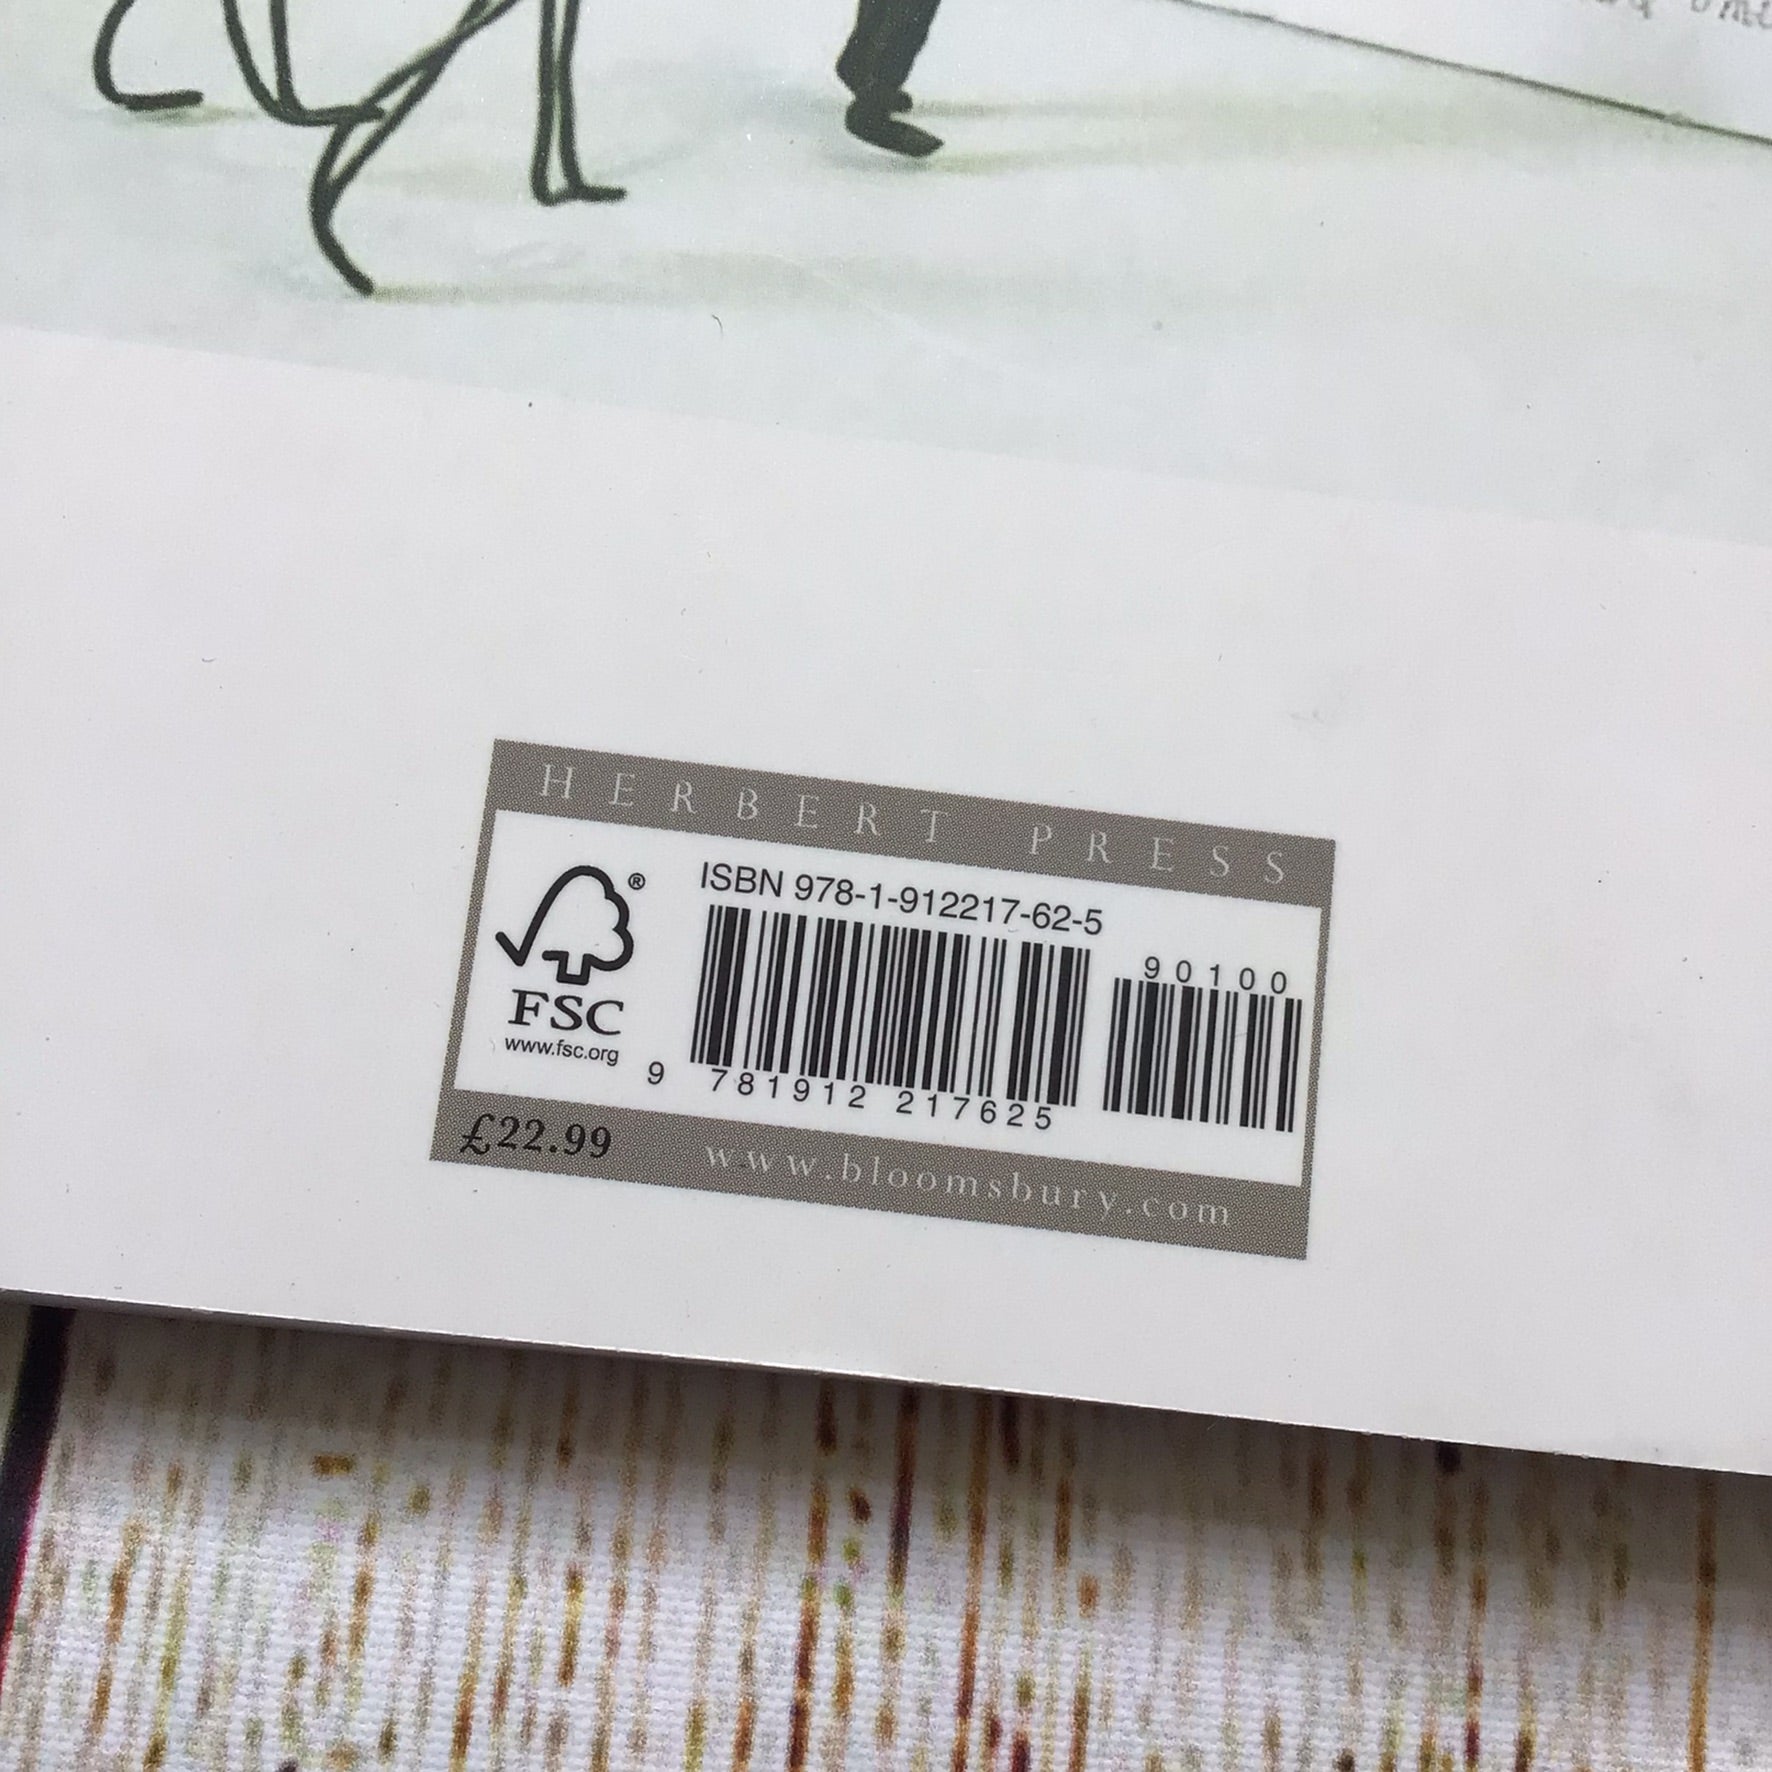 HERBERT PRESS
®
FSC
www.fsc.org
ISBN 978-1-912217-62-5
90100
9 781912 217625
£22.99
www.bloomsbury.com